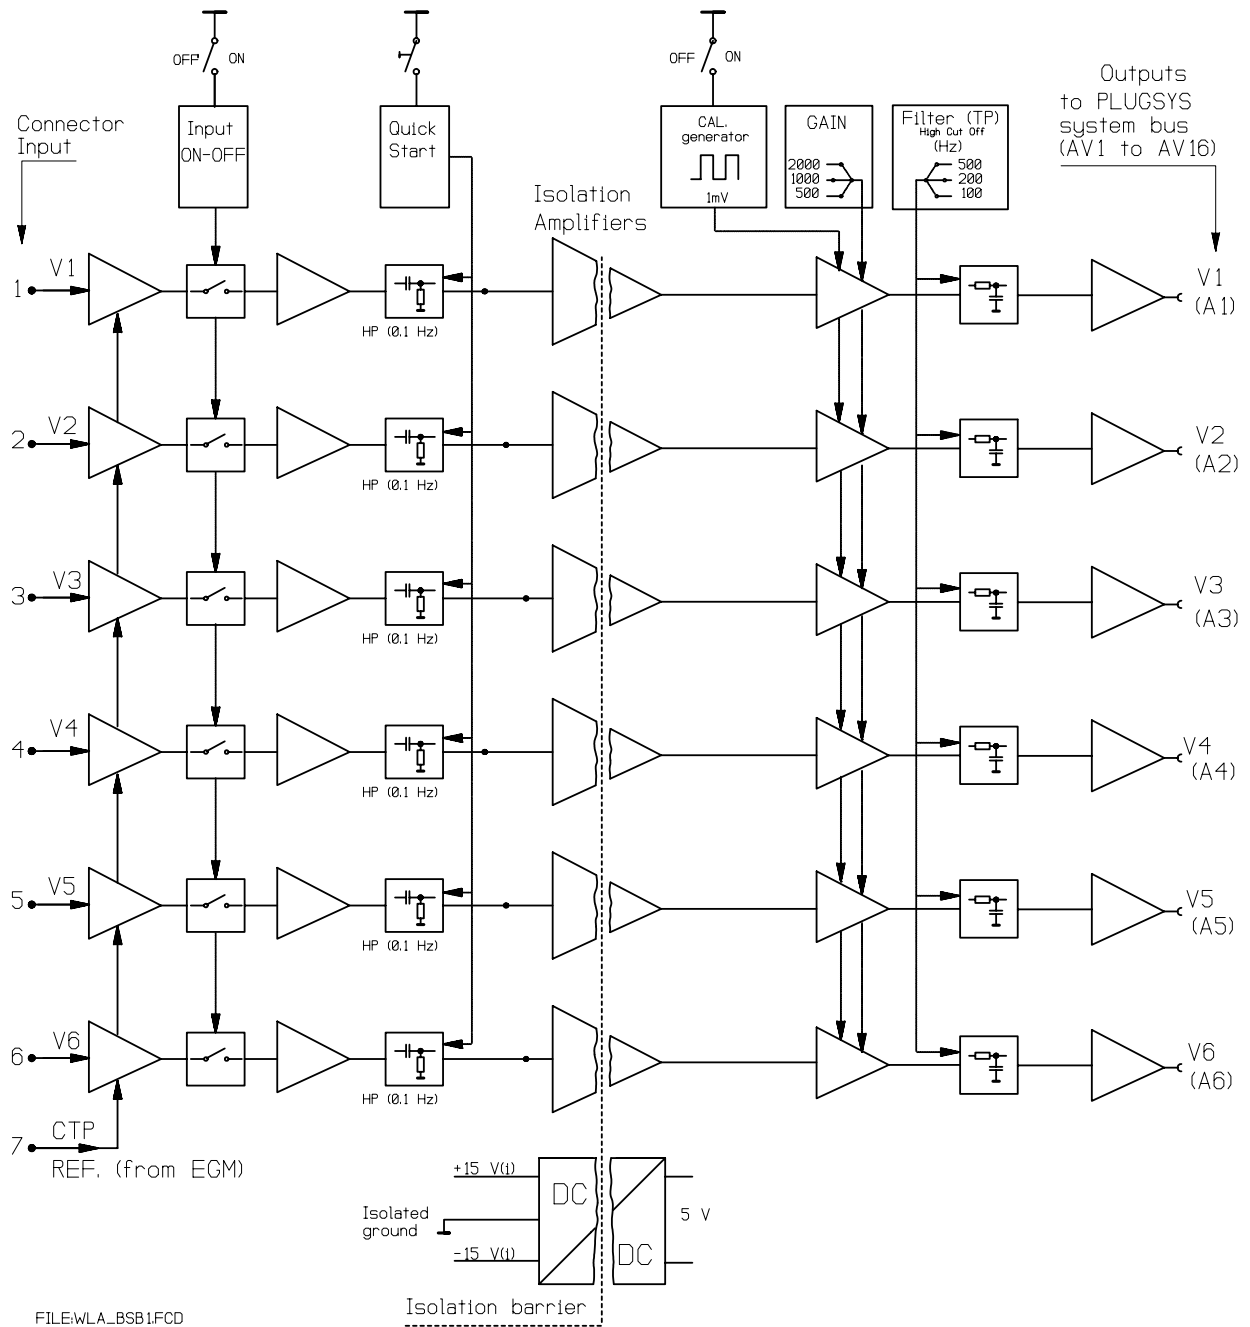 OFF ON
OFF ON
Connector
Input
Input
ON-OFF
Quick
Start
Isolation
Amplifiers
CAL.
generator
1mV
GAIN
2000
1000
500
Filter (TP)
High Cut Off
(Hz)
500
200
100
Outputs
to PLUGSYS
system bus
(AV1 to AV16)
1 V1
HP (0.1 Hz)
V1
(A1)
2 V2
HP (0.1 Hz)
V2
(A2)
3 V3
HP (0.1 Hz)
V3
(A3)
4 V4
HP (0.1 Hz)
V4
(A4)
5 V5
HP (0.1 Hz)
V5
(A5)
6 V6
HP (0.1 Hz)
V6
(A6)
7 CTP
REF. (from EGM)
+15 V(i)
Isolated
ground
-15 V(i)
DC
DC
5 V
Isolation barrier
FILE:WLA_BSB1.FCD